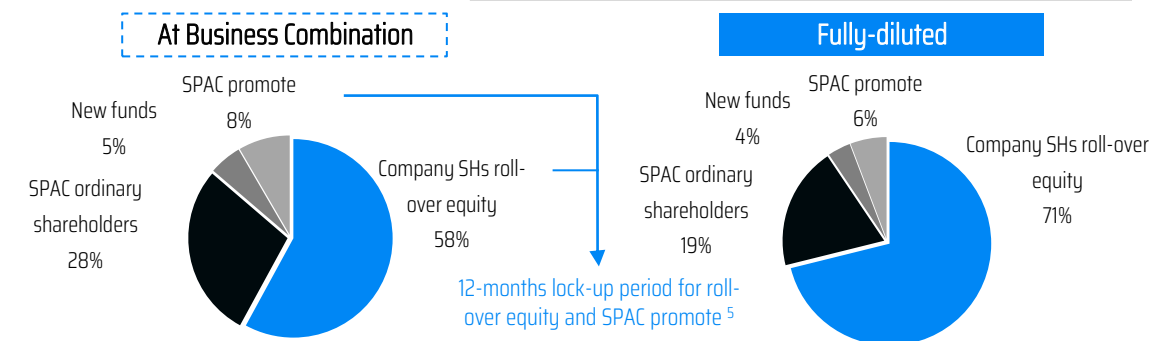 At Business Combination
SPAC promote
8%
New funds
5%
SPAC ordinary
shareholders
28%
Company SHs roll-
over equity
58%
12-months lock-up period for roll-
over equity and SPAC promote 5
Fully-diluted
SPAC promote
6%
New funds
4%
SPAC ordinary
shareholders
19%
Company SHs roll-over
equity
71%